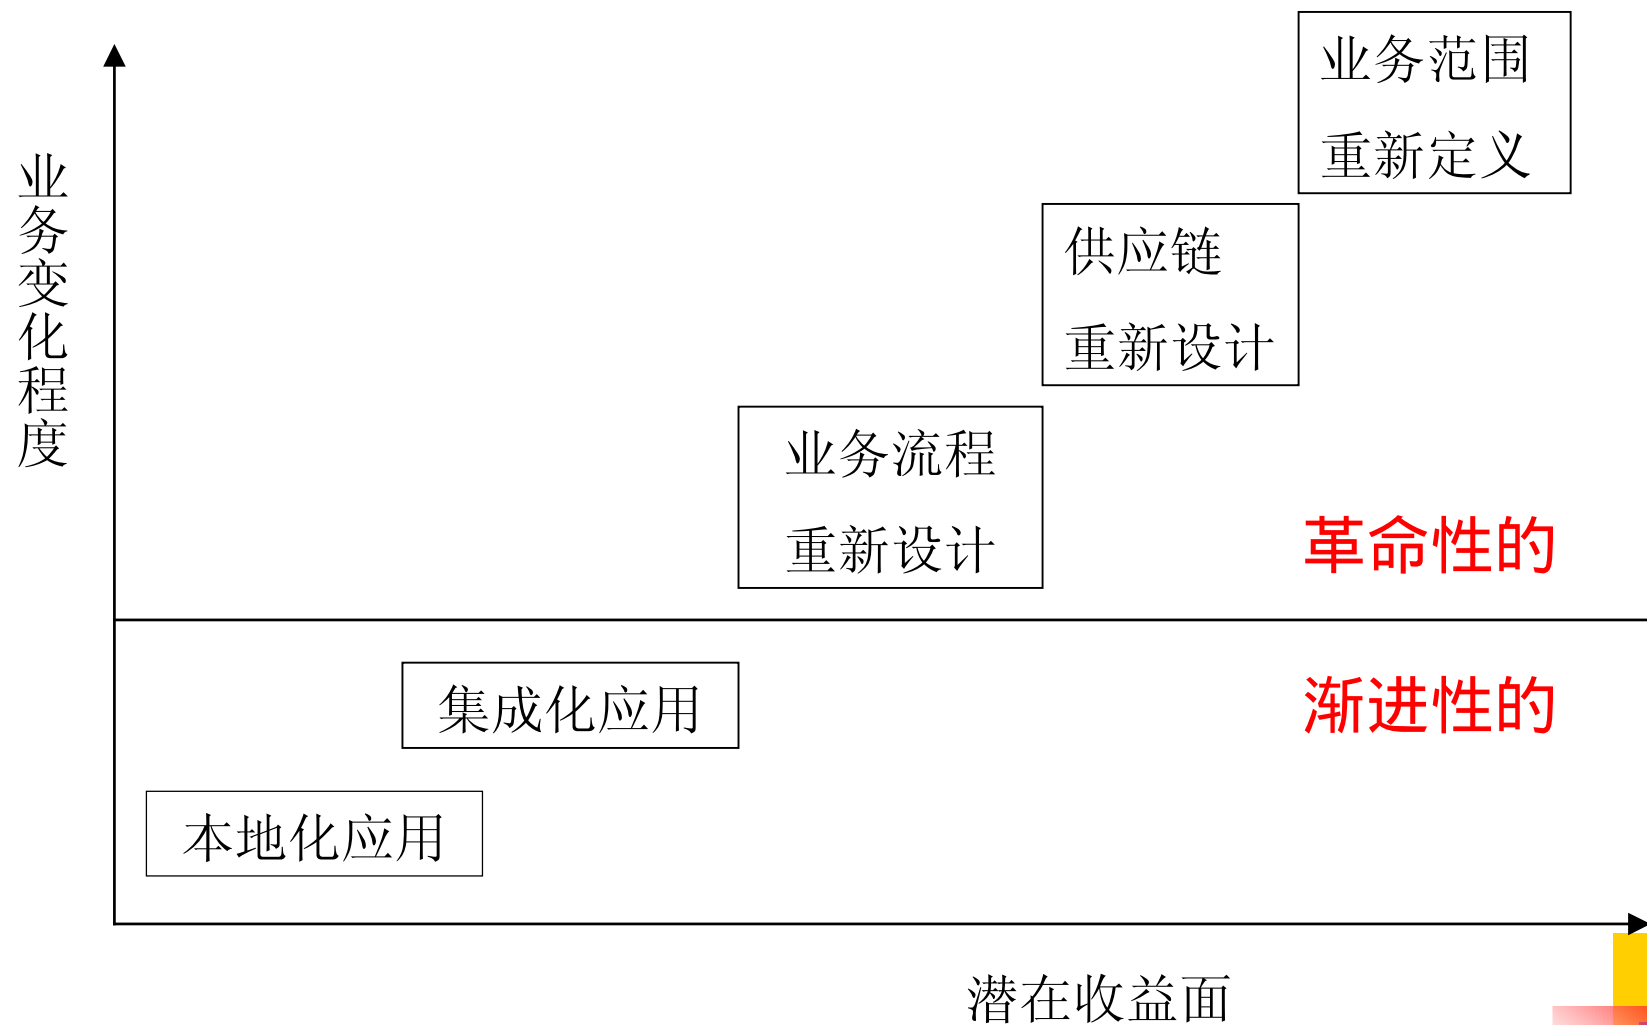 业务范围
重新定义
业务变化程度
供应链
重新设计
业务流程
重新设计
革命性的
集成化应用
渐进性的
本地化应用
潜在收益面